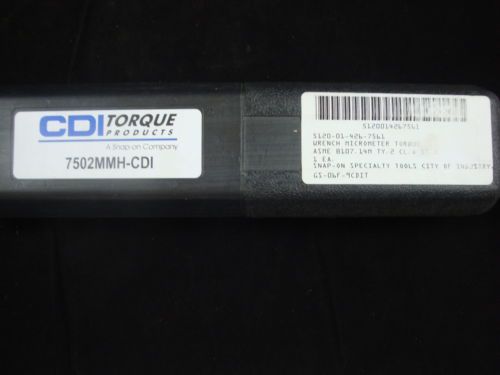 CDI TORQUE
PRODUCTS
A Snap-on Company
7502MMH-CDI
5120014267561
5120-01-426-7561
WRENCH MICROMETER TORQUE
ASME B107.14M TY.2 CL.A
1 EA.
SNAP-ON SPECIALTY TOOLS CITY OF INDUSTRY
GS-06F-9CDIT